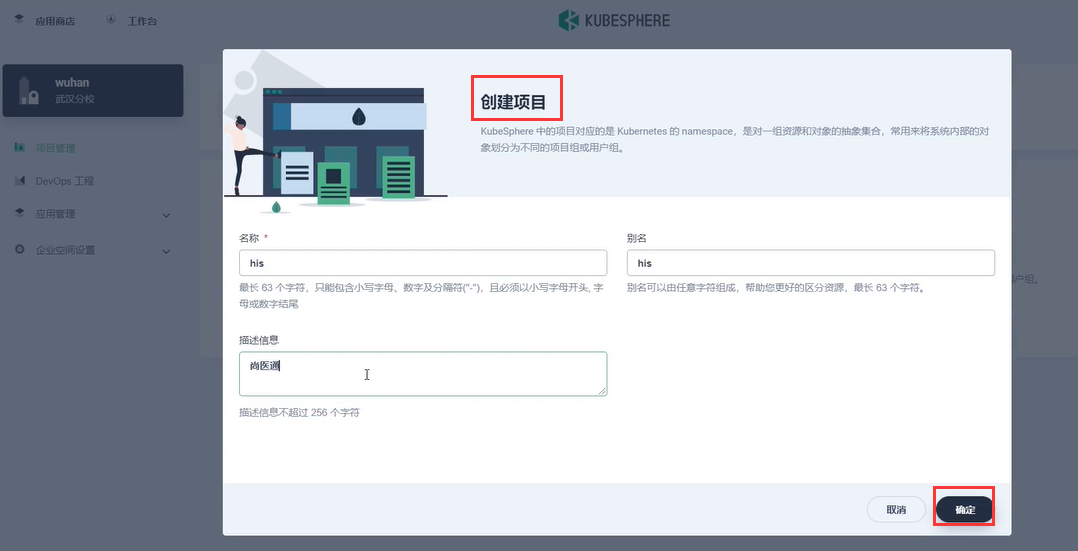 应用商店
工作台
KUBESPHERE
wuhan
武汉分校
项目管理
DevOps 工程
应用管理
企业空间设置
创建项目
KubeSphere 中的项目对应的是 Kubernetes 的 namespace，是对一组资源和对象的抽象集合，常用来将系统内部的对
象划分为不同的项目组或用户组。
名称 *
his
最长 63 个字符，只能包含小写字母、数字及分隔符("-")，且必须以小写字母开头, 字
母或数字结尾
别名
his
别名可以由任意字符组成，帮助您更好的区分资源，最长 63 个字符。
户组。
描述信息
尚医通
描述信息不超过 256 个字符
取消
确定